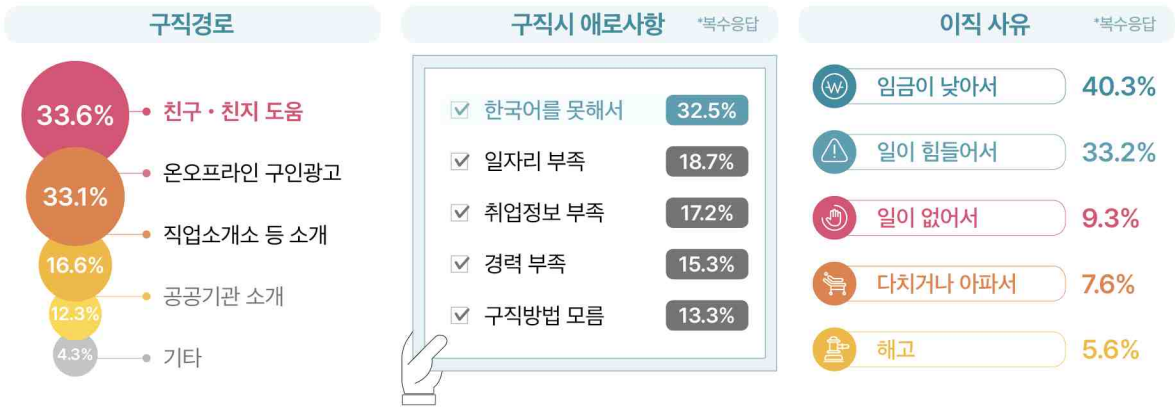 구직경로
33.6%
친구・친지 도움
33.1%
온오프라인 구인광고
16.6%
직업소개소 등 소개
12.3%
공공기관 소개
4.3%
기타
구직시 애로사항 *복수응답
한국어를 못해서 32.5%
일자리 부족 18.7%
취업정보 부족 17.2%
경력 부족 15.3%
구직방법 모름 13.3%
이직 사유 *복수응답
임금이 낮아서 40.3%
일이 힘들어서 33.2%
일이 없어서 9.3%
다치거나 아파서 7.6%
해고 5.6%